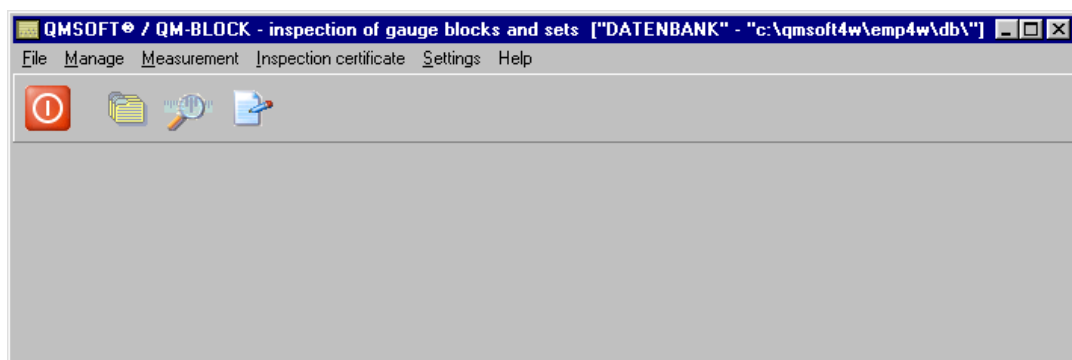 QMSOFT® / QM-BLOCK - inspection of gauge blocks and sets ["DATENBANK" - "c:\qmsoft4w\emp4w\db\"]
File Manage Measurement Inspection certificate Settings Help